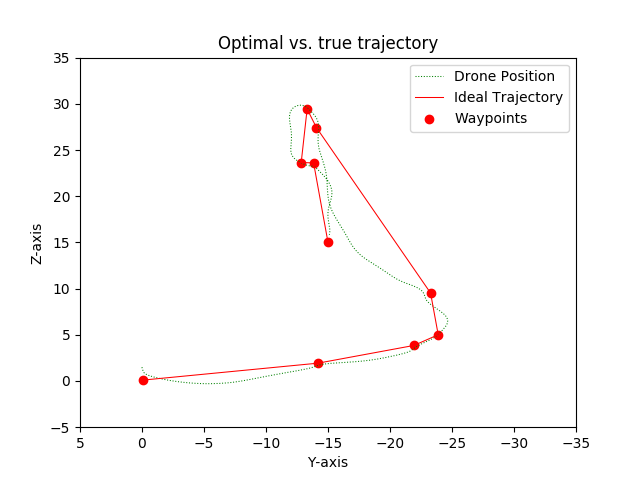 Optimal vs. true trajectory
Drone Position
Ideal Trajectory
Waypoints
35
30
25
20
15
10
5
0
−5
Z-axis
5 0 −5 −10 −15 −20 −25 −30 −35
Y-axis